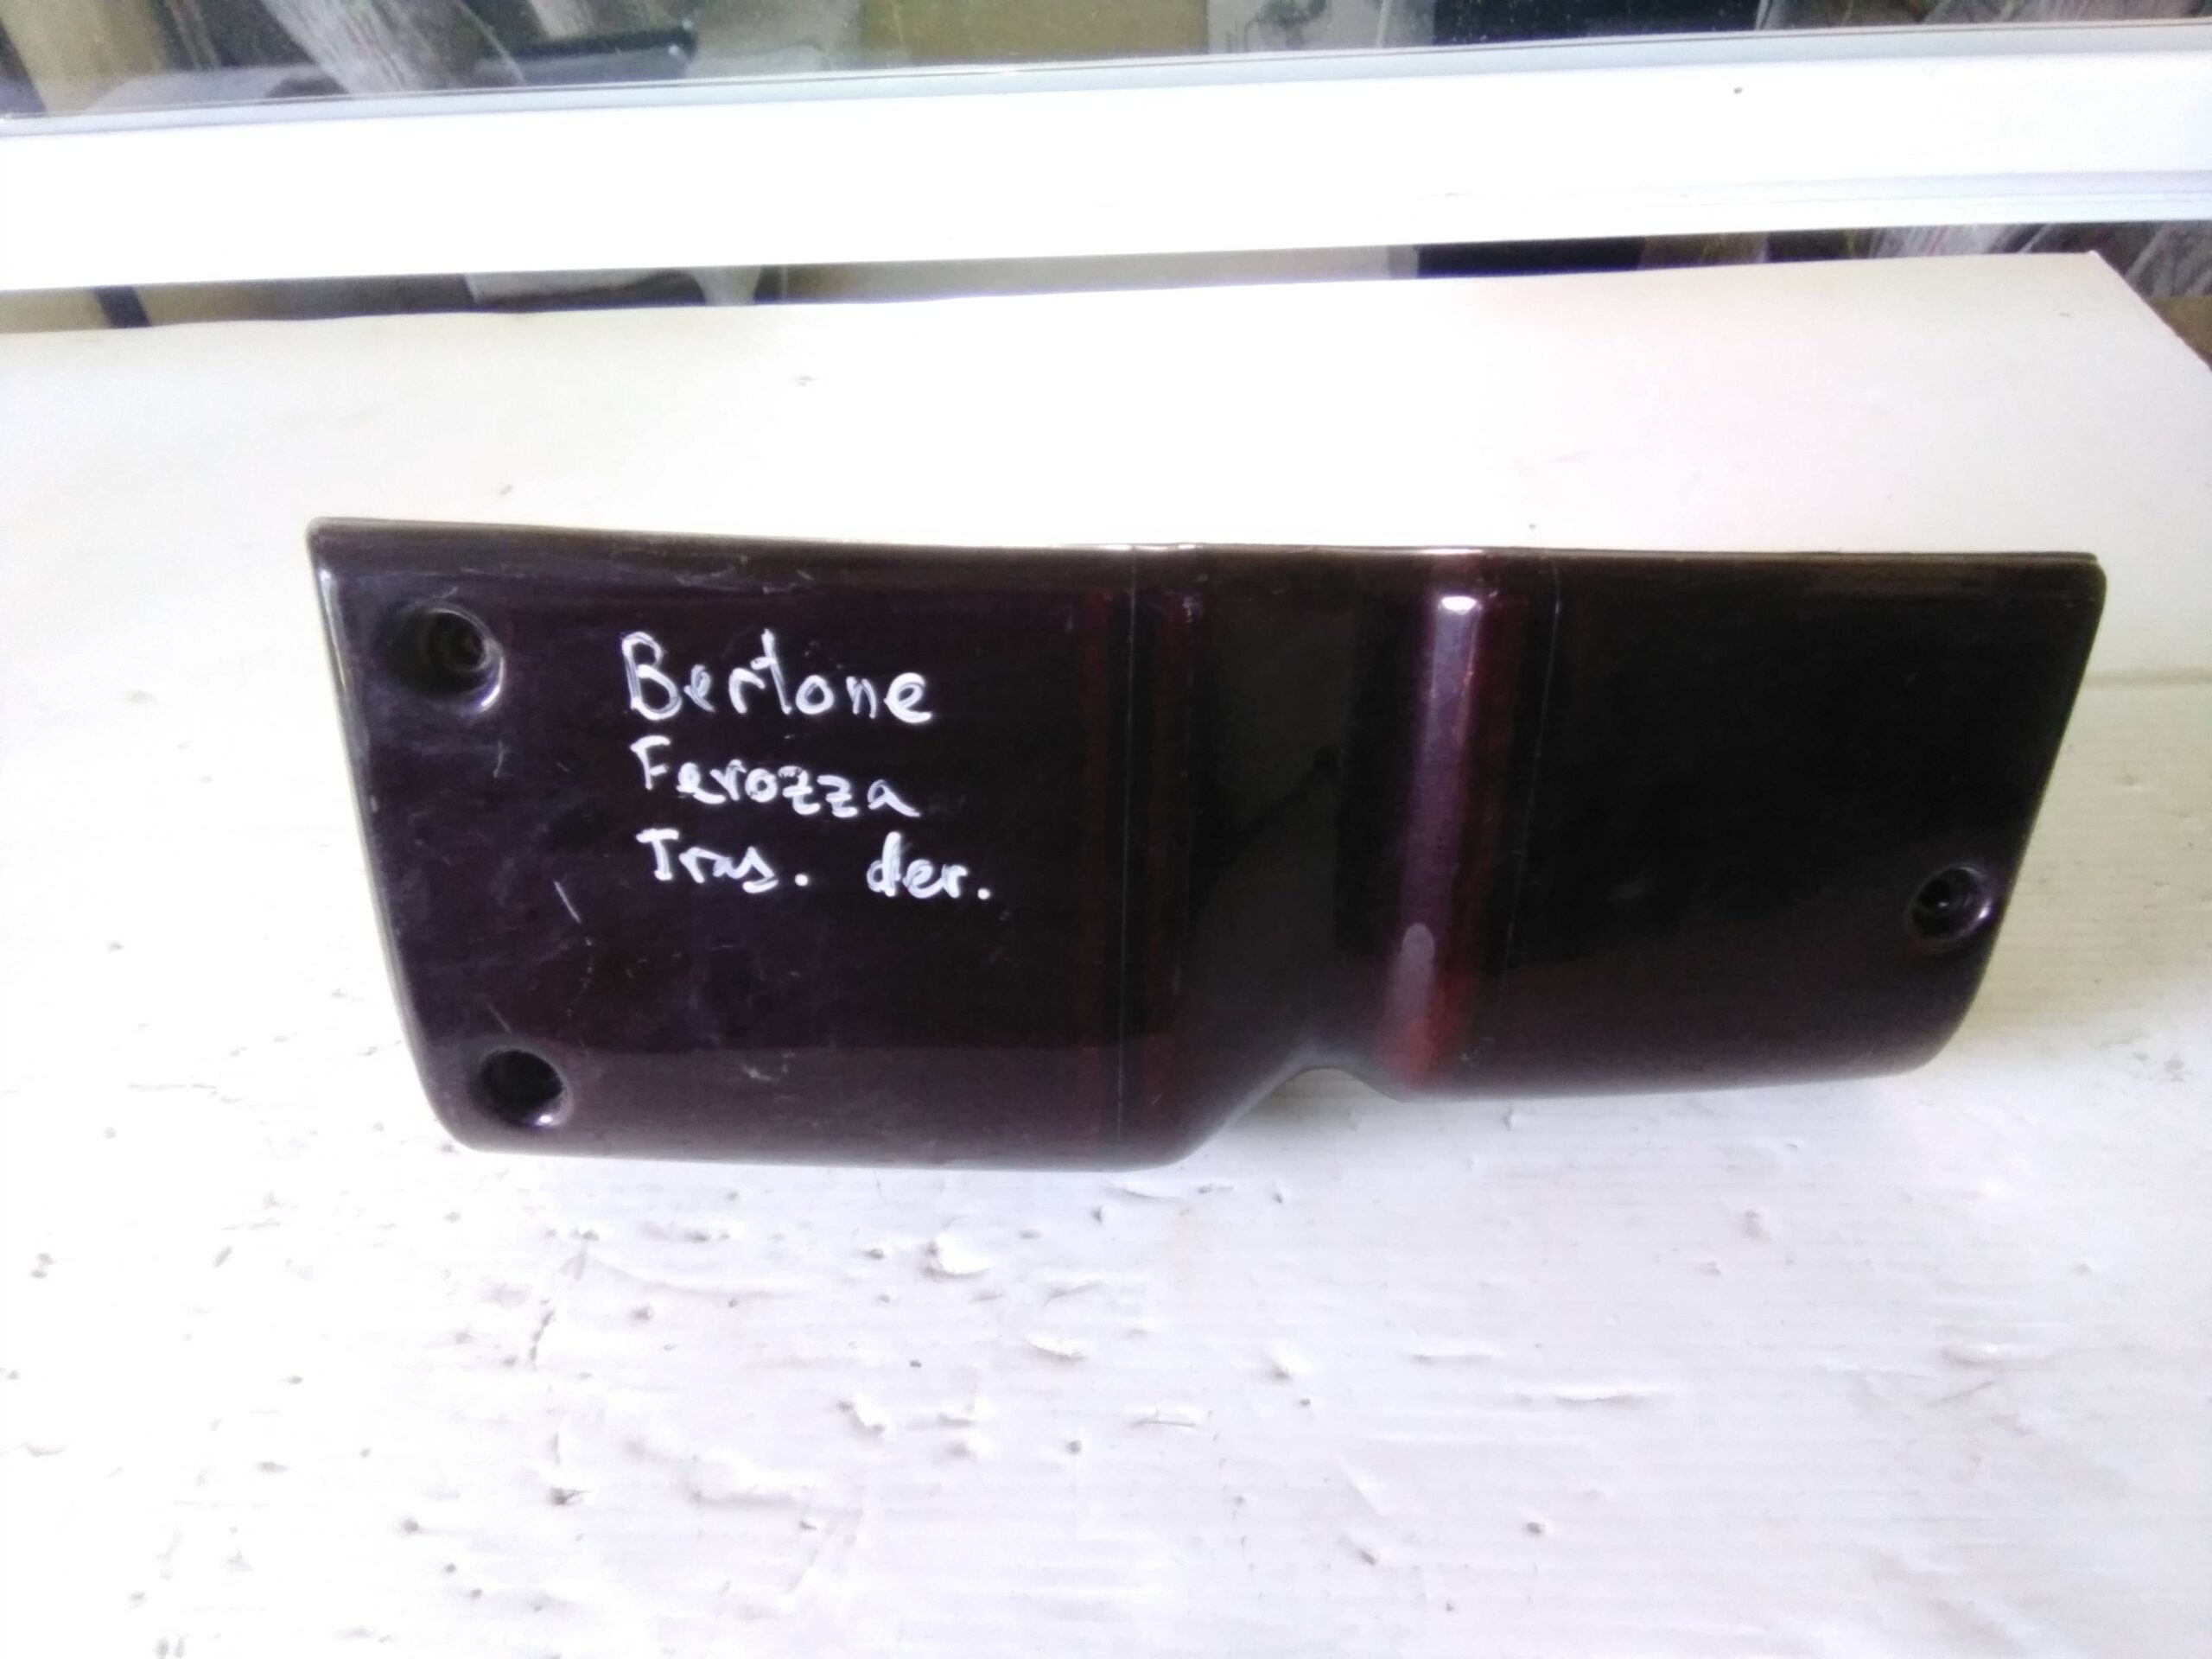 Bertone
Ferozza
Tras. der.